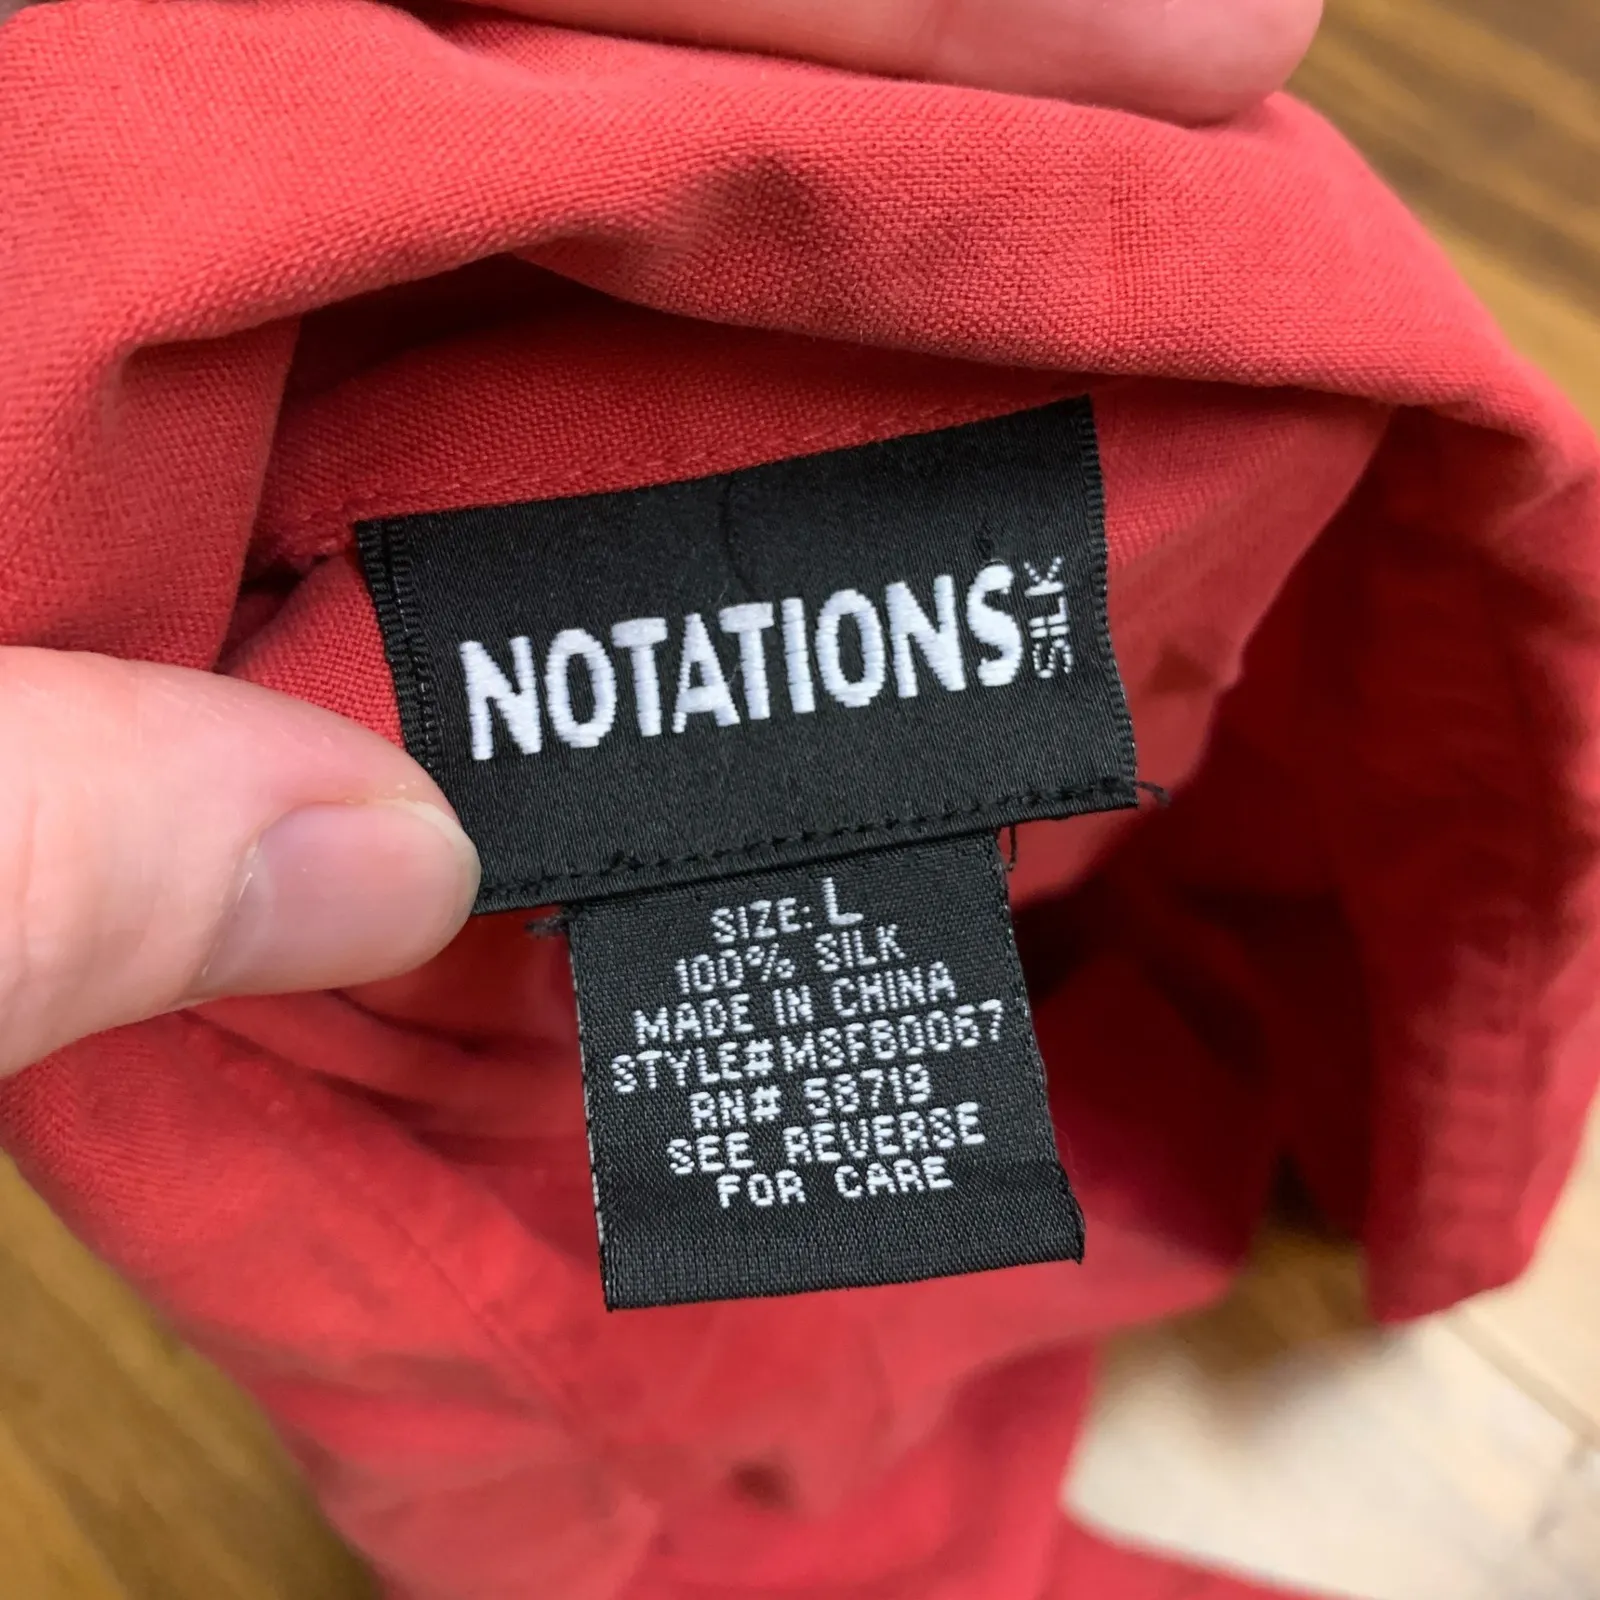 NOTATIONS SILK
SIZE: L
100% SILK
MADE IN CHINA
STYLE# MSFB0067
RN# 58719
SEE REVERSE
FOR CARE